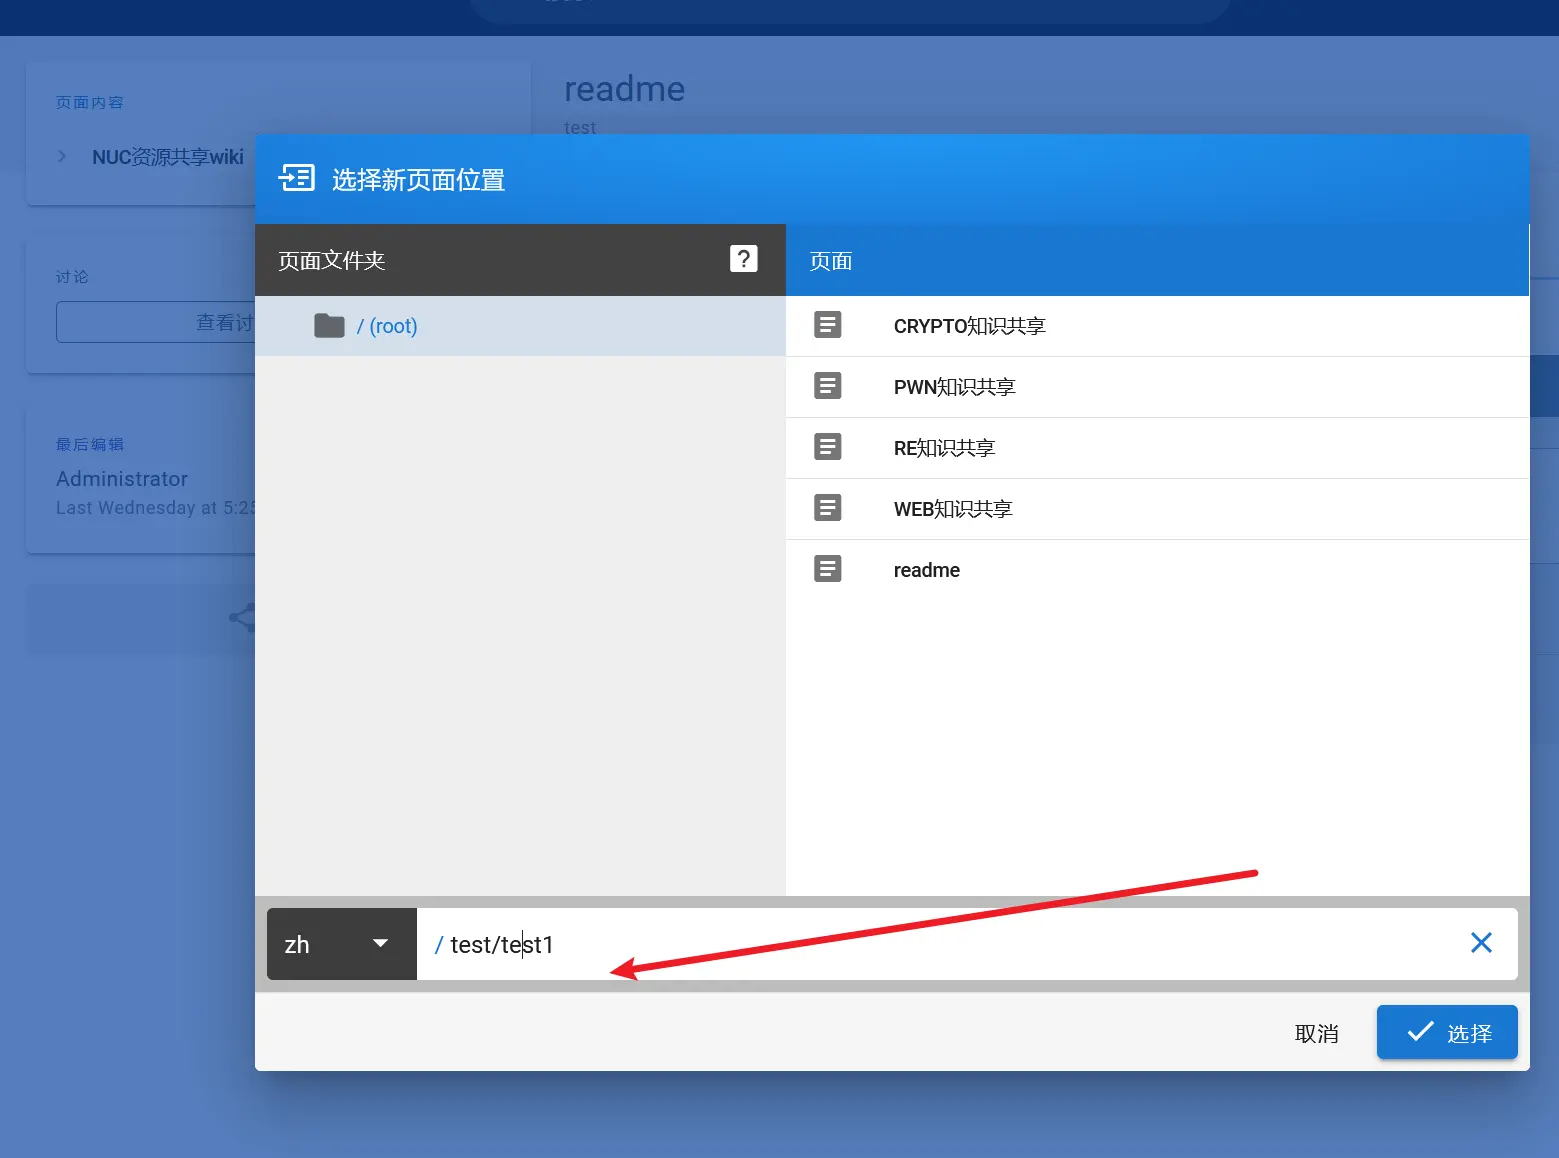 readme
test
页面内容
NUC资源共享wiki
讨论
查看讨
最后编辑
Administrator
Last Wednesday at 5:25
选择新页面位置
页面文件夹
?
/ (root)
页面
CRYPTO知识共享
PWN知识共享
RE知识共享
WEB知识共享
readme
zh
/ test/test1
取消
选择